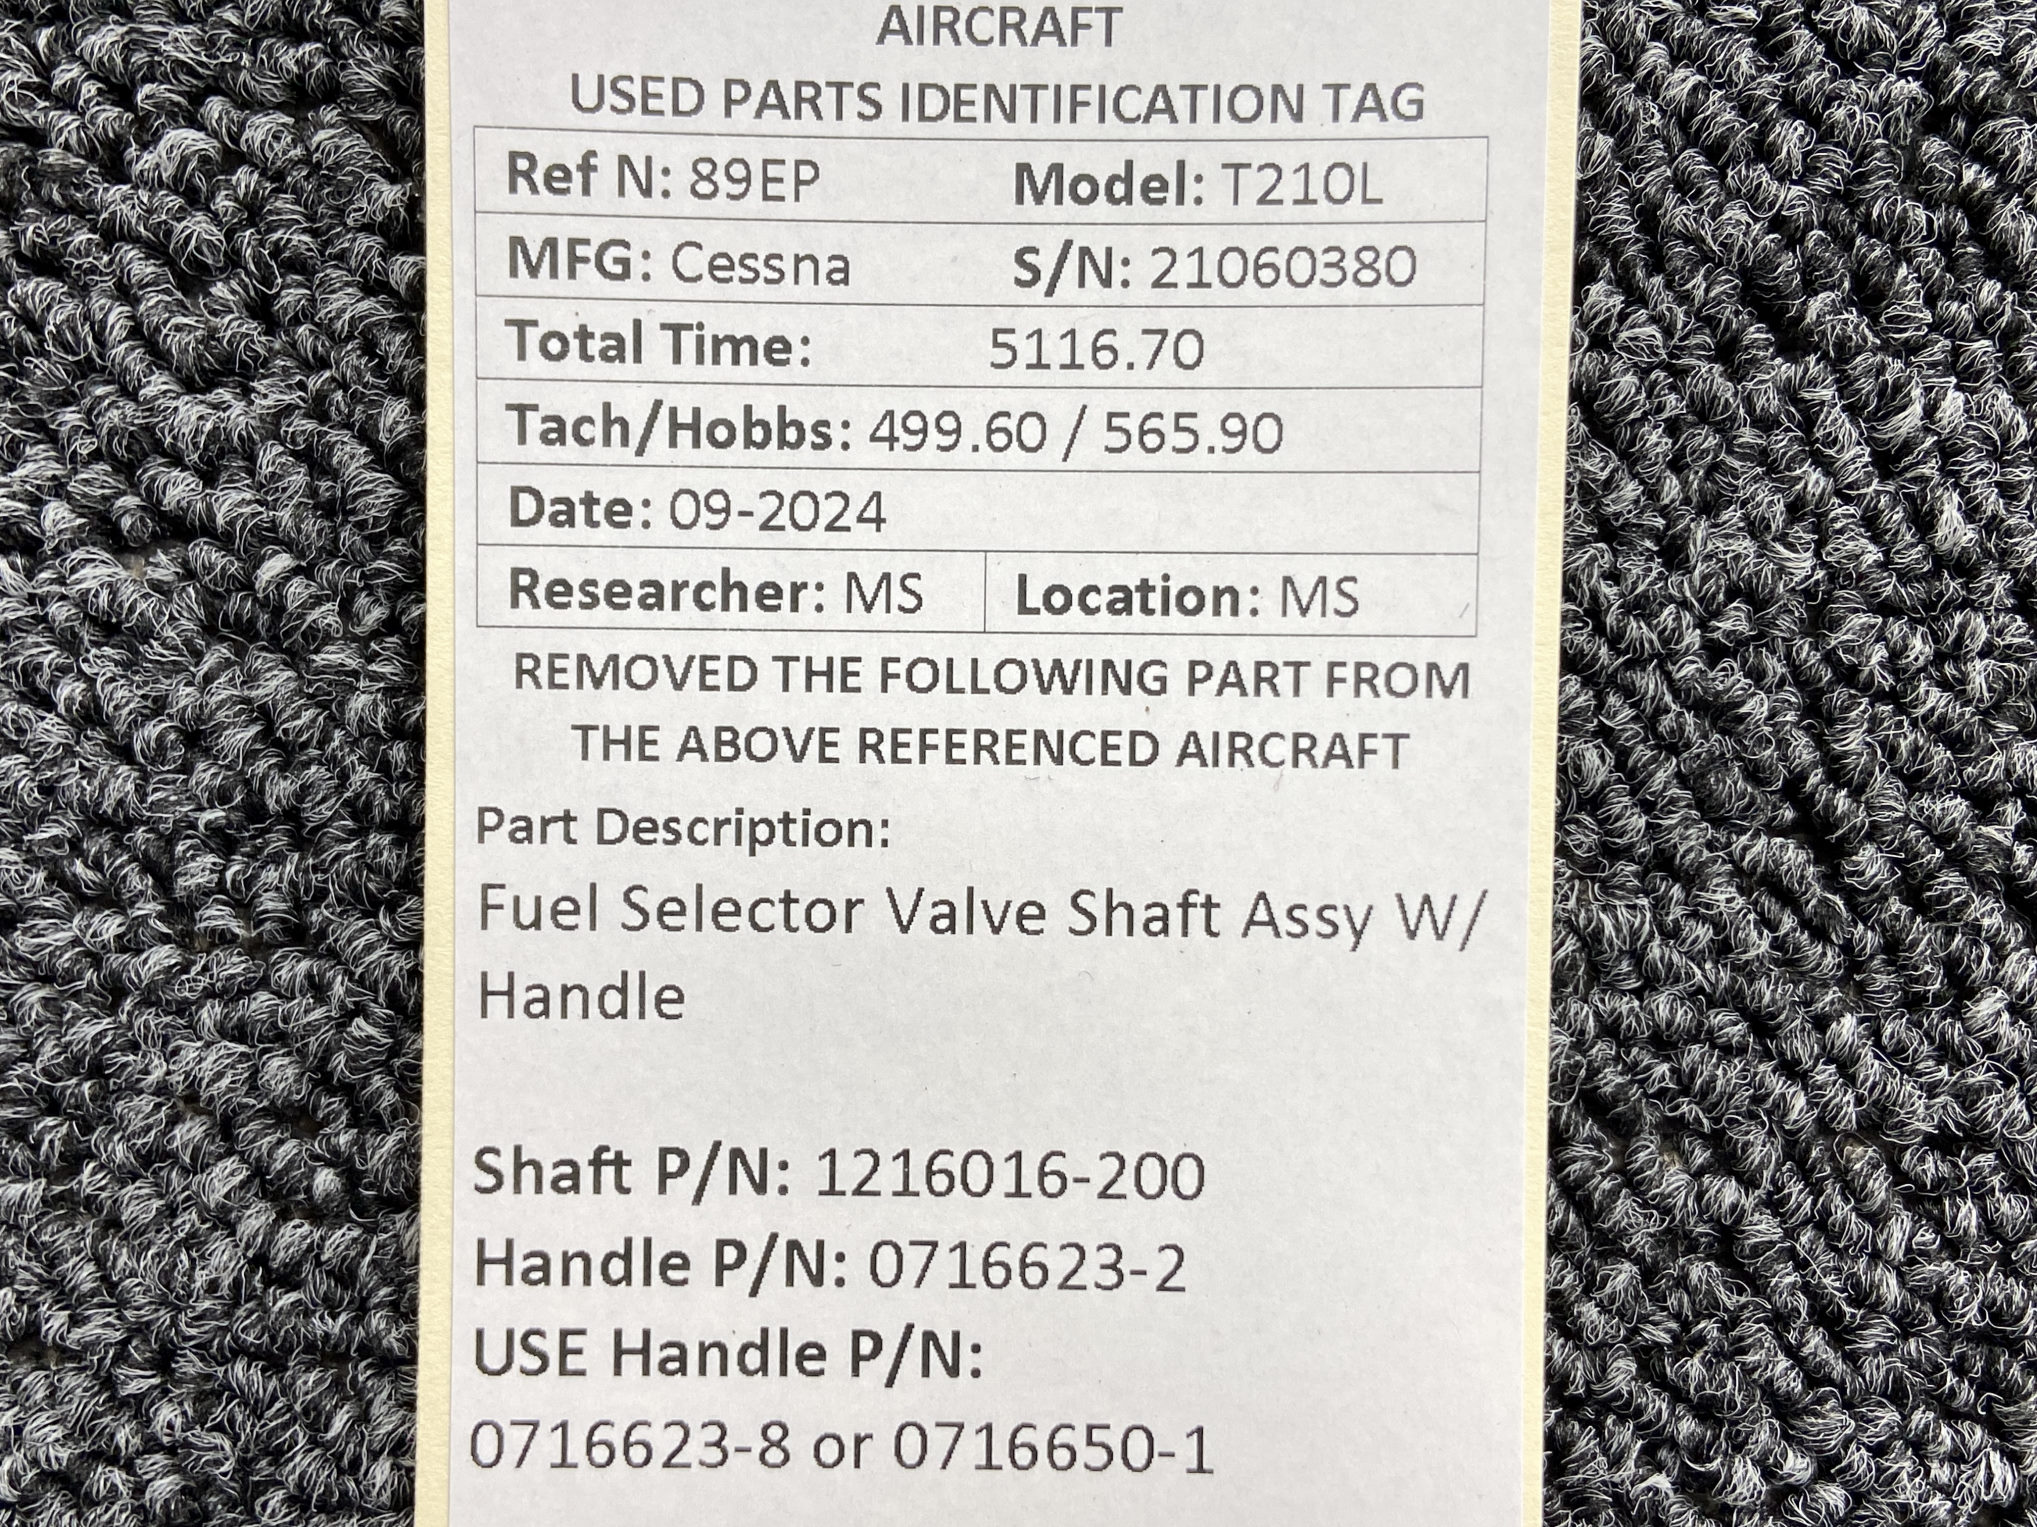 AIRCRAFT
USED PARTS IDENTIFICATION TAG
Ref N: 89EP Model: T210L
MFG: Cessna S/N: 21060380
Total Time: 5116.70
Tach/Hobbs: 499.60 / 565.90
Date: 09-2024
Researcher: MS Location: MS
REMOVED THE FOLLOWING PART FROM
THE ABOVE REFERENCED AIRCRAFT
Part Description:
Fuel Selector Valve Shaft Assy W/
Handle
Shaft P/N: 1216016-200
Handle P/N: 0716623-2
USE Handle P/N:
0716623-8 or 0716650-1